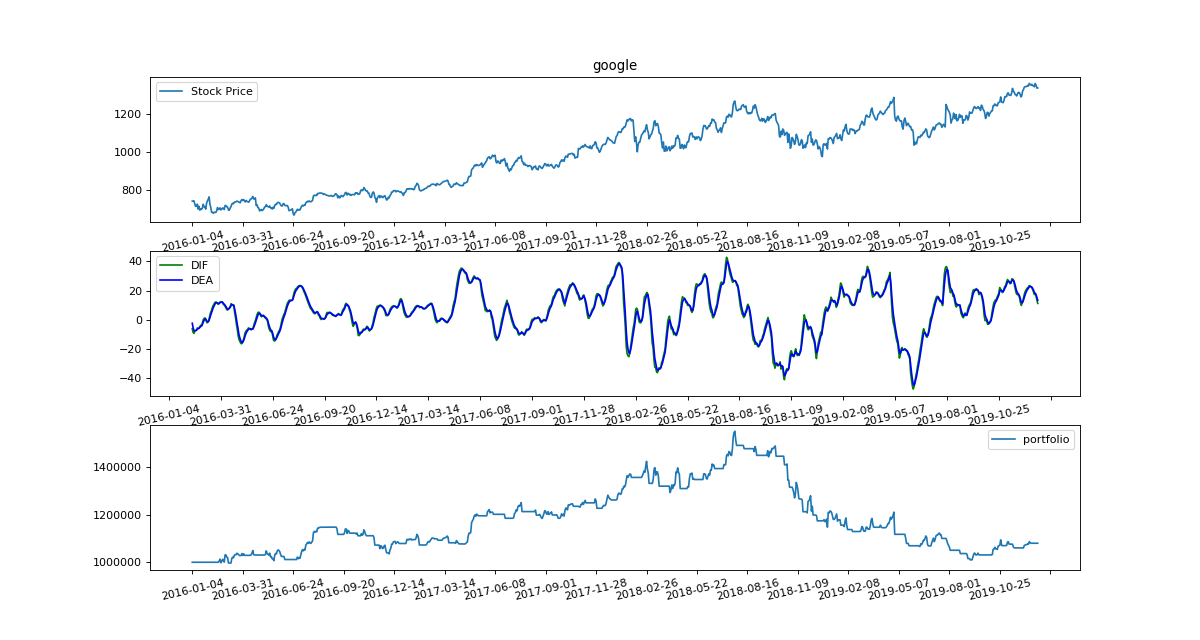 google
Stock Price
1200
1000
800
2016-01-04 2016-03-31 2016-06-24 2016-09-20 2016-12-14 2017-03-14 2017-06-08 2017-09-01 2017-11-28 2018-02-26 2018-05-22 2018-08-16 2018-11-09 2019-02-08 2019-05-07 2019-08-01 2019-10-25
DIF
DEA
40
20
0
−20
−40
2016-01-04 2016-03-31 2016-06-24 2016-09-20 2016-12-14 2017-03-14 2017-06-08 2017-09-01 2017-11-28 2018-02-26 2018-05-22 2018-08-16 2018-11-09 2019-02-08 2019-05-07 2019-08-01 2019-10-25
portfolio
1400000
1200000
1000000
2016-01-04 2016-03-31 2016-06-24 2016-09-20 2016-12-14 2017-03-14 2017-06-08 2017-09-01 2017-11-28 2018-02-26 2018-05-22 2018-08-16 2018-11-09 2019-02-08 2019-05-07 2019-08-01 2019-10-25